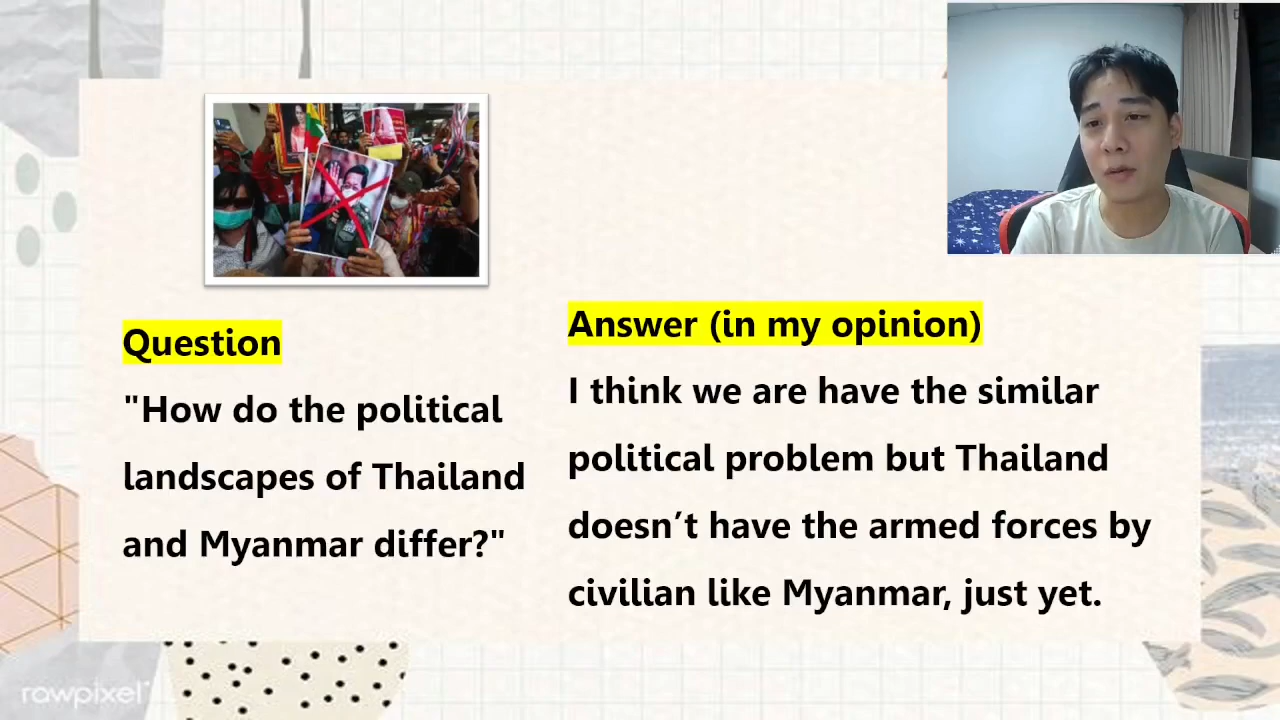 Question
"How do the political
landscapes of Thailand
and Myanmar differ?"
Answer (in my opinion)
I think we are have the similar
political problem but Thailand
doesn’t have the armed forces by
civilian like Myanmar, just yet.
rawpixel